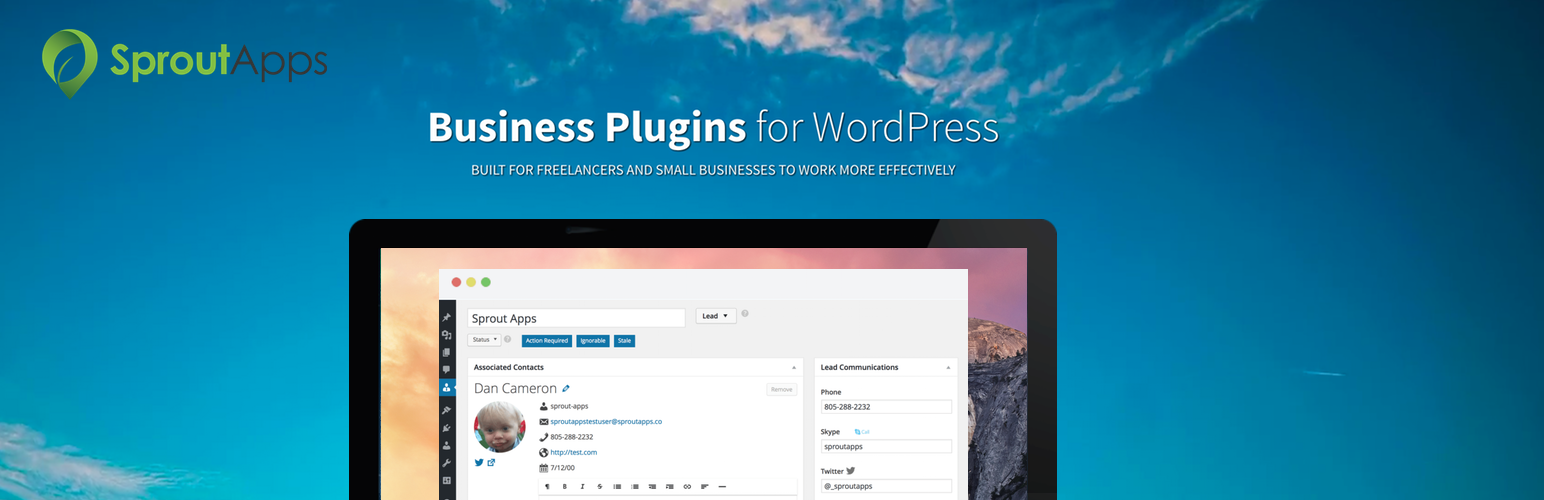 SproutApps
Business Plugins for WordPress
BUILT FOR FREELANCERS AND SMALL BUSINESSES TO WORK MORE EFFECTIVELY
Sprout Apps
Lead
Status
Action Required
Ignorable
Stale
Associated Contacts
Dan Cameron
Remove
sprout-apps
sproutappstestuser@sproutapps.co
805-288-2232
http://test.com
7/12/00
Lead Communications
Phone
805-288-2232
Skype
Call
sproutapps
Twitter
@_sproutapps